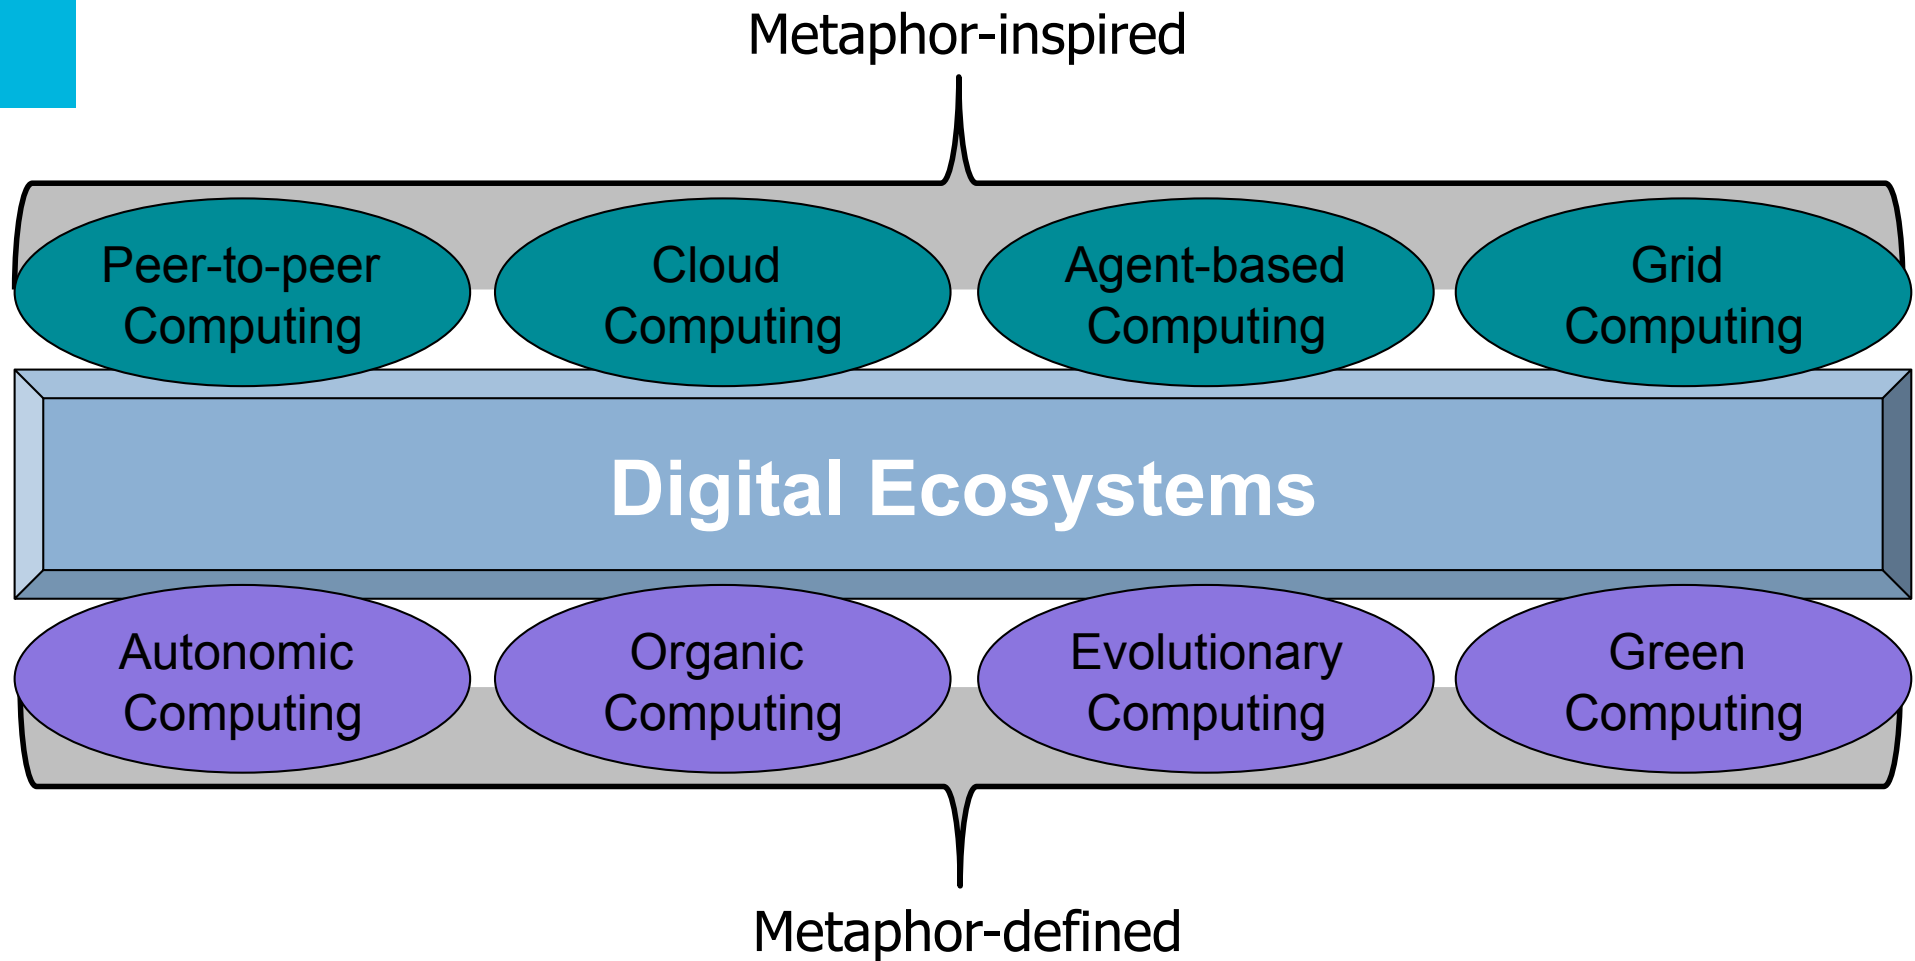 Metaphor-inspired
Peer-to-peer
Computing
Cloud
Computing
Agent-based
Computing
Grid
Computing
Digital Ecosystems
Autonomic
Computing
Organic
Computing
Evolutionary
Computing
Green
Computing
Metaphor-defined